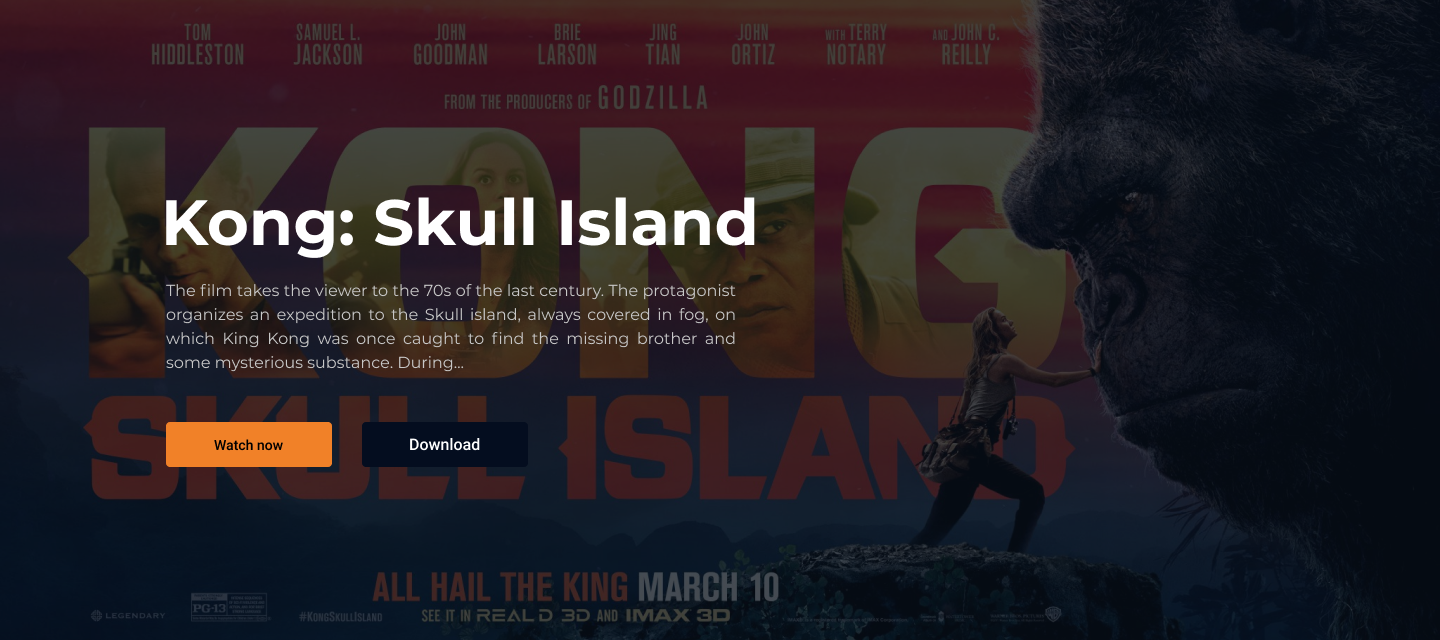 TOM HIDDLESTON SAMUEL L. JACKSON JOHN GOODMAN BRIE LARSON JING TIAN JOHN ORTIZ WITH TERRY NOTARY AND JOHN C. REILLY
FROM THE PRODUCERS OF GODZILLA
KONG
Kong: Skull Island
The film takes the viewer to the 70s of the last century. The protagonist
organizes an expedition to the Skull island, always covered in fog, on
which King Kong was once caught to find the missing brother and
some mysterious substance. During...
SKULL ISLAND
Watch now
Download
ALL HAIL THE KING MARCH 10
LEGENDARY
PG-13
#KONGSKULLISLAND
SEE IT IN REAL D 3D AND IMAX 3D